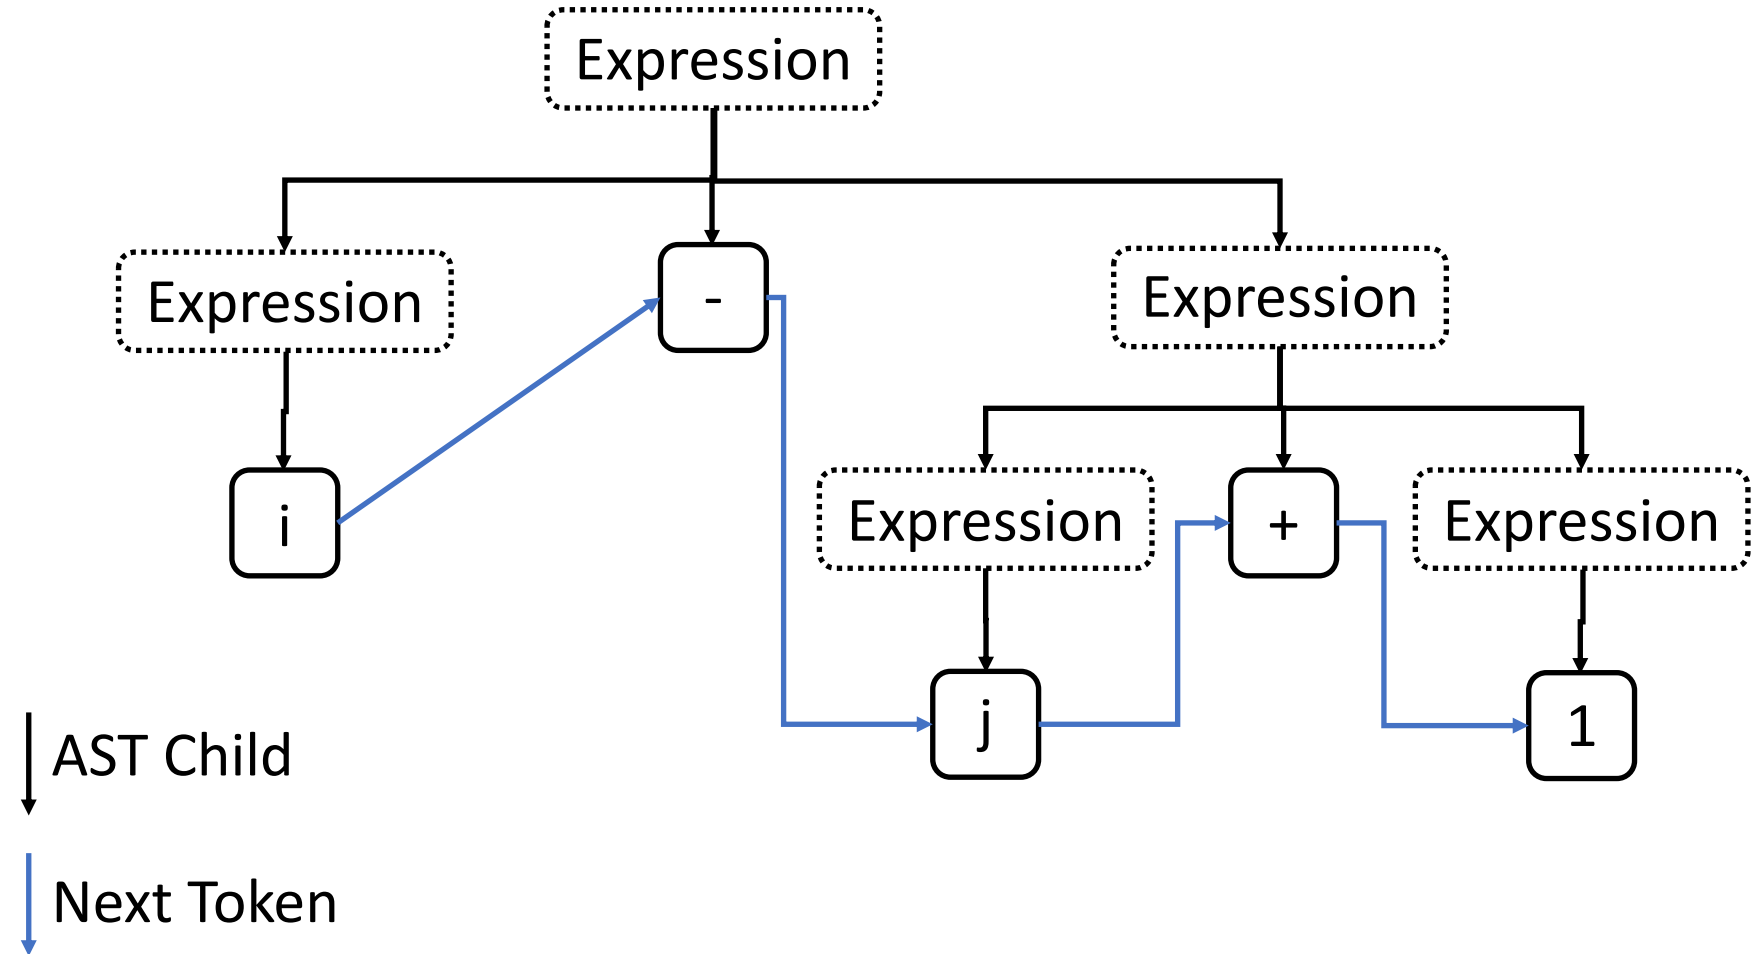 Expression
Expression
-
Expression
i
Expression
+
Expression
j
1
AST Child
Next Token